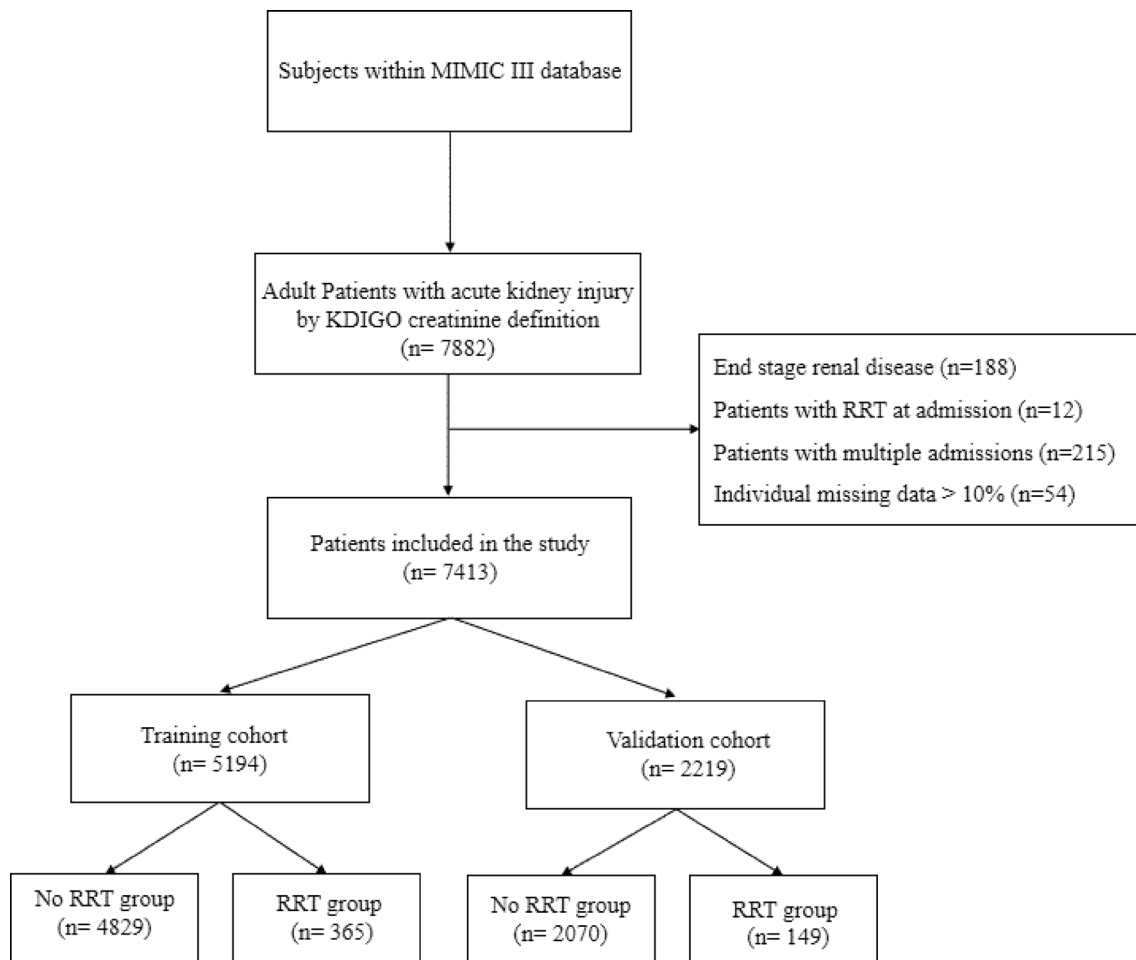 Subjects within MIMIC III database
Adult Patients with acute kidney injury
by KDIGO creatinine definition
(n= 7882)
End stage renal disease (n=188)
Patients with RRT at admission (n=12)
Patients with multiple admissions (n=215)
Individual missing data > 10% (n=54)
Patients included in the study
(n= 7413)
Training cohort
(n= 5194)
Validation cohort
(n= 2219)
No RRT group
(n= 4829)
RRT group
(n= 365)
No RRT group
(n= 2070)
RRT group
(n= 149)